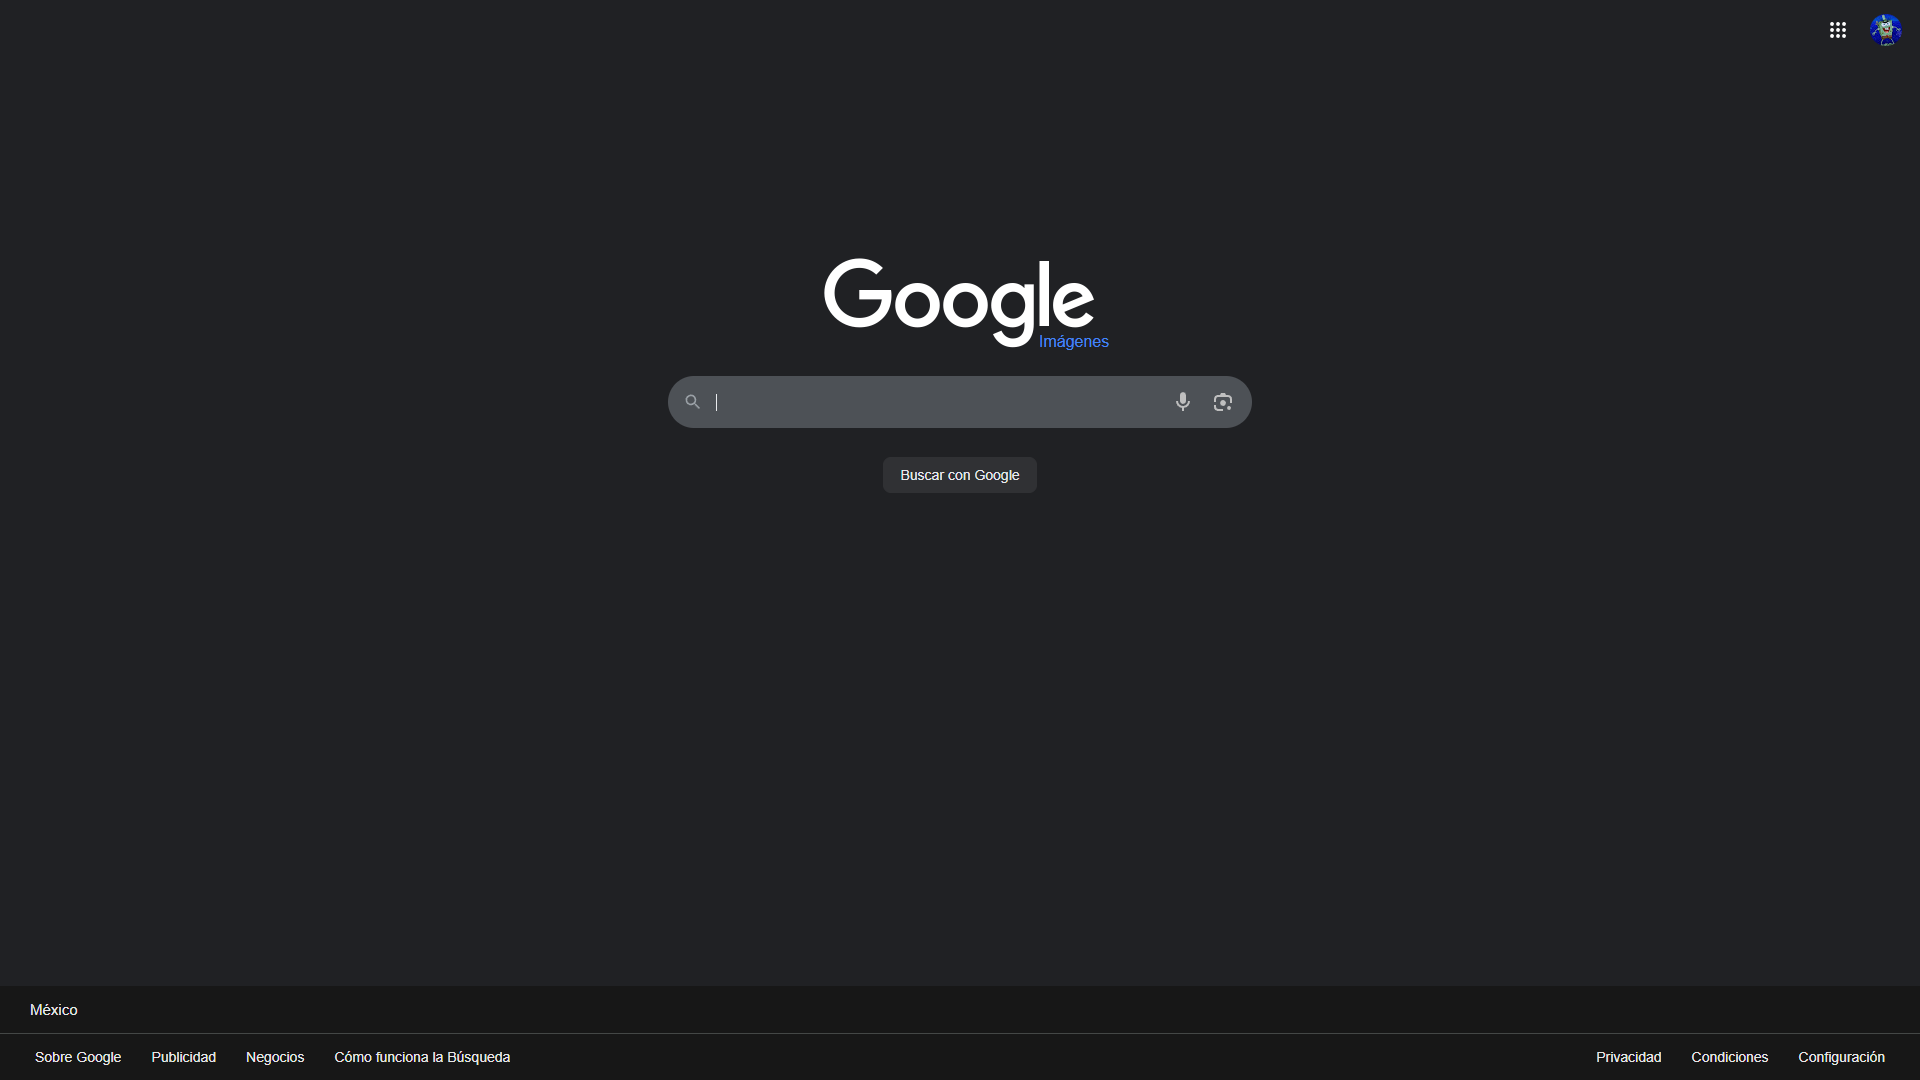 Google
Imágenes
Buscar con Google
México
Sobre Google Publicidad Negocios Cómo funciona la Búsqueda Privacidad Condiciones Configuración